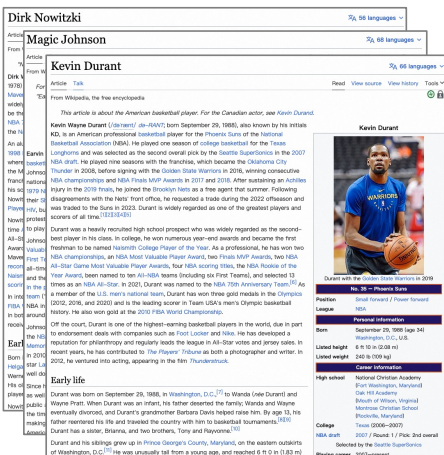 Dirk Nowitzki
56 languages
Magic Johnson
68 languages
Kevin Durant
66 languages
Article Talk
Read View source View history Tools
From Wikipedia, the free encyclopedia
This article is about the American basketball player. For the Canadian actor, see Kevin Durant.
Kevin Wayne Durant (/dəˈrænt/; born September 29, 1988), also known by his initials
KD, is an American professional basketball player for the Phoenix Suns of the National
Basketball Association (NBA). He played one season of college basketball for the Texas
Longhorns and was selected as the second overall pick by the Seattle SuperSonics in the 2007
NBA draft. He played nine seasons with the franchise, which became the Oklahoma City
Thunder in 2008, before signing with the Golden State Warriors in 2016, winning consecutive
NBA championships and NBA Finals MVP Awards in 2017 and 2018. After sustaining an Achilles
injury in the 2019 finals, he joined the Brooklyn Nets as a free agent that summer. Following
disagreements with the Nets' front office, he requested a trade during the 2022 offseason and
was traded to the Suns in 2023. Durant is widely regarded as one of the greatest players and
scorers of all time.[1][2][3][4][5]
Durant was a heavily recruited high school prospect who was widely regarded as the second-
best player in his class. In college, he won numerous year-end awards and became the first
freshman to be named Naismith College Player of the Year. As a professional, he has won two
NBA championships, an NBA Most Valuable Player Award, two Finals MVP Awards, two NBA
All-Star Game Most Valuable Player Awards, four NBA scoring titles, the NBA Rookie of the
Year Award, been named to ten All-NBA teams (including six First Teams), and selected 13
times as an NBA All-Star. In 2021, Durant was named to the NBA 75th Anniversary Team.[6] As
a member of the U.S. men's national team, Durant has won three gold medals in the Olympics
(2012, 2016, and 2020) and is the leading scorer in Team USA's men's Olympic basketball
history. He also won gold at the 2010 FIBA World Championship.
Off the court, Durant is one of the highest-earning basketball players in the world, due in part
to endorsement deals with companies such as Foot Locker and Nike. He has developed a
reputation for philanthropy and regularly leads the league in All-Star votes and jersey sales. In
recent years, he has contributed to The Players' Tribune as both a photographer and writer. In
2012, he ventured into acting, appearing in the film Thunderstruck.
Early life
Durant was born on September 29, 1988, in Washington, D.C.,[7] to Wanda (née Durant) and
Wayne Pratt. When Durant was an infant, his father deserted the family; Wanda and Wayne
eventually divorced, and Durant's grandmother Barbara Davis helped raise him. By age 13, his
father reentered his life and traveled the country with him to basketball tournaments.[8][9]
Durant has a sister, Brianna, and two brothers, Tony and Rayvonne.[10]
Durant and his siblings grew up in Prince George's County, Maryland, on the eastern outskirts
of Washington, D.C.[11] He was unusually tall from a young age, and reached 6 ft 0 in (1.83 m)
Kevin Durant
WARRIORS
Durant with the Golden State Warriors in 2019
No. 35 — Phoenix Suns
Position Small forward / Power forward
League NBA
Personal information
Born September 29, 1988 (age 34)
Washington, D.C., U.S.
Listed height 6 ft 10 in (2.08 m)
Listed weight 240 lb (109 kg)
Career information
High school National Christian Academy
(Fort Washington, Maryland)
Oak Hill Academy
(Mouth of Wilson, Virginia)
Montrose Christian School
(Rockville, Maryland)
College Texas (2006–2007)
NBA draft 2007 / Round: 1 / Pick: 2nd overall
Selected by the Seattle SuperSonics
Playing career 2007–present